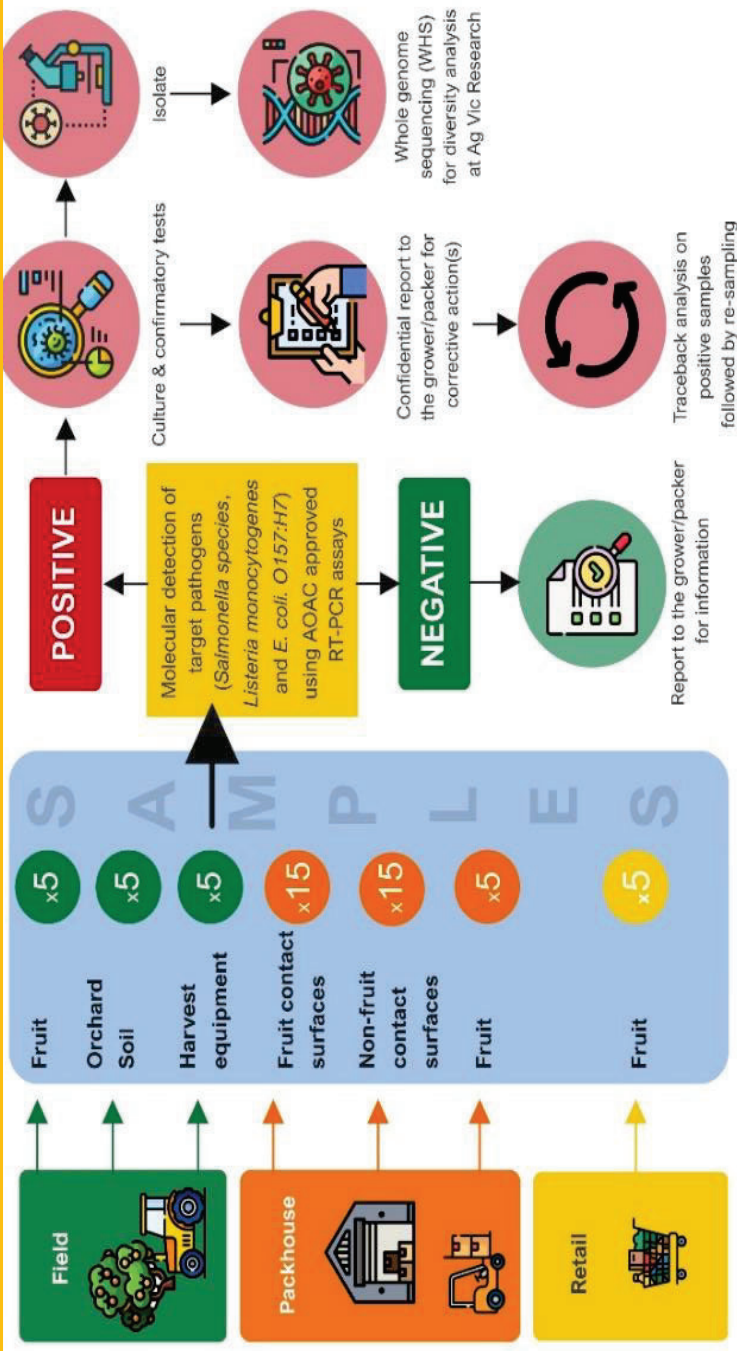 Field
Packhouse
Retail
Fruit
x5
Orchard
Soil
x5
Harvest
equipment
x5
Fruit contact
surfaces
x15
Non-fruit
contact
surfaces
x15
Fruit
x5
Fruit
x5
SAMPLES
POSITIVE
Molecular detection of
target pathogens
(Salmonella species,
Listeria monocytogenes
and E. coli. O157:H7)
using AOAC approved
RT-PCR assays
NEGATIVE
Report to the grower/packer
for information
Culture & confirmatory tests
Isolate
Confidential report to
the grower/packer for
corrective action(s)
Whole genome
sequencing (WHS)
for diversity analysis
at Ag Vic Research
Traceback analysis on
positive samples
followed by re-sampling